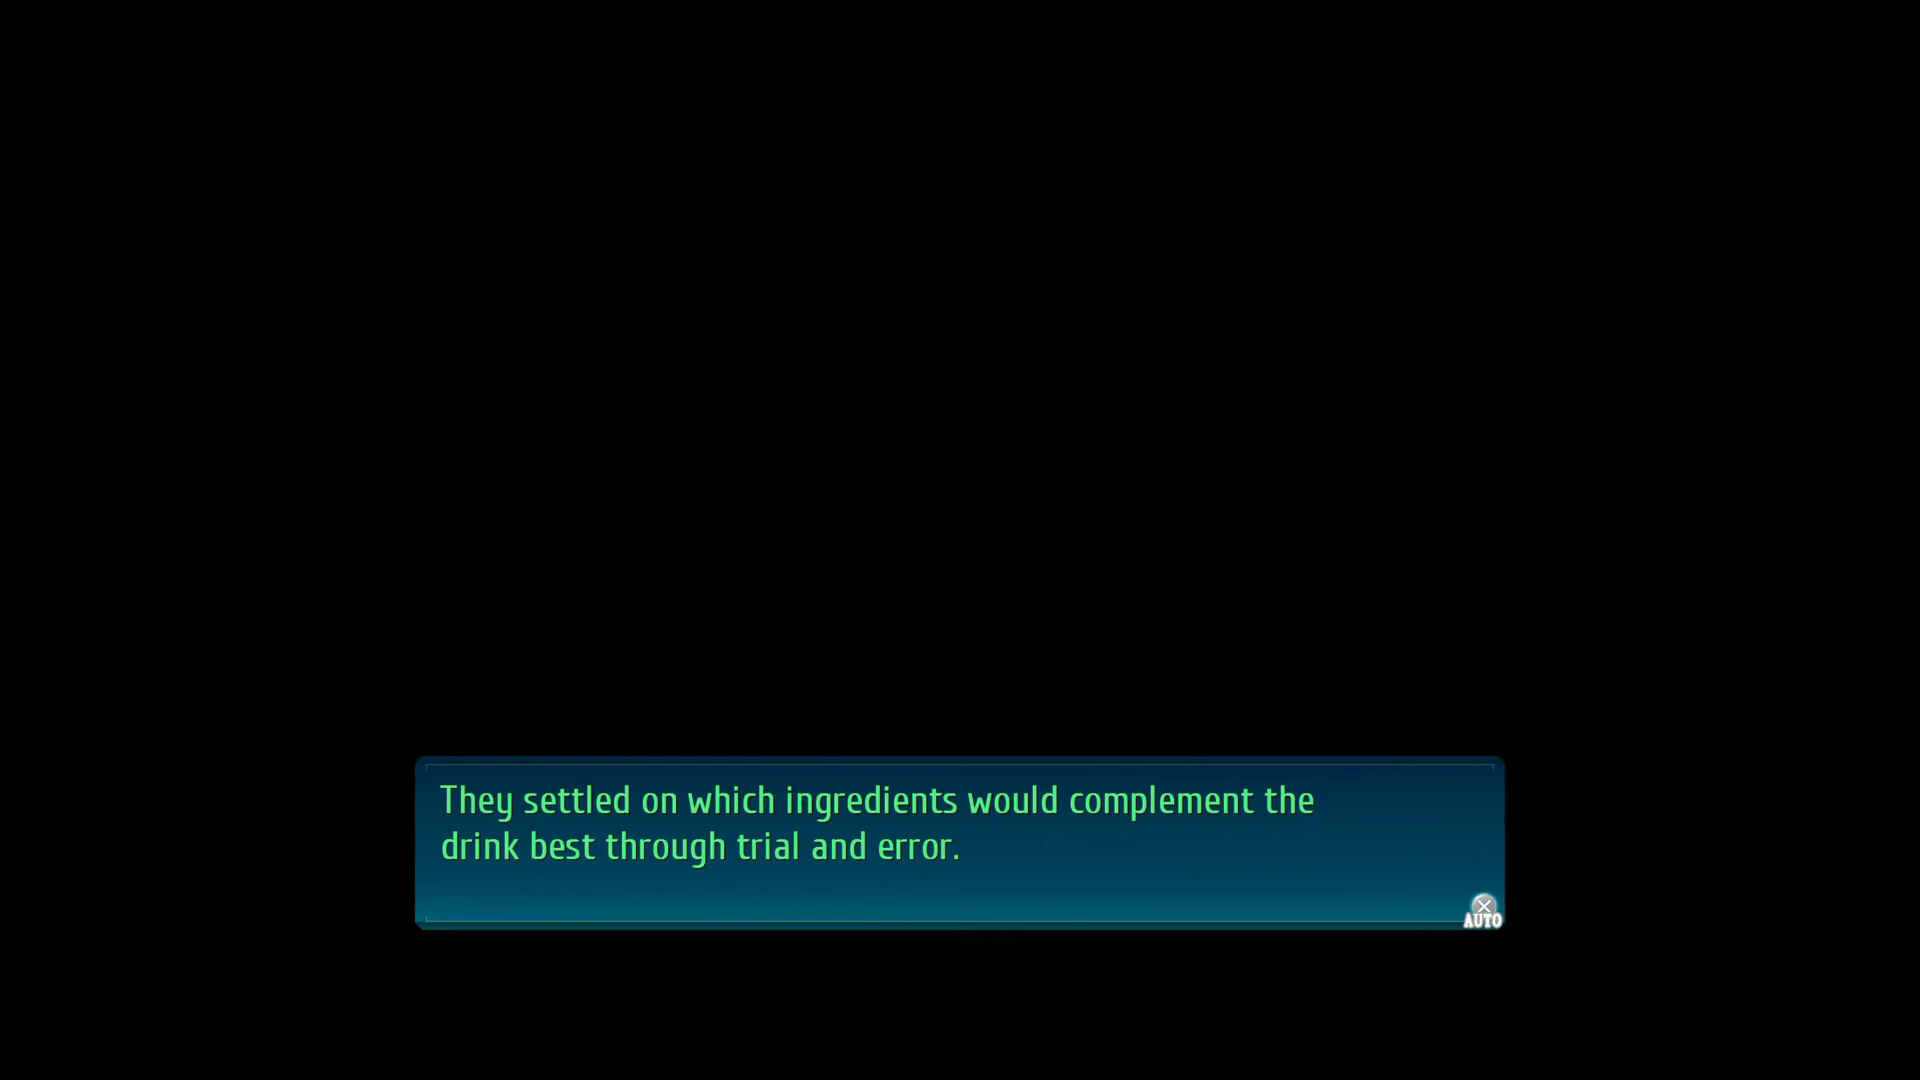 They settled on which ingredients would complement the
drink best through trial and error.
AUTO